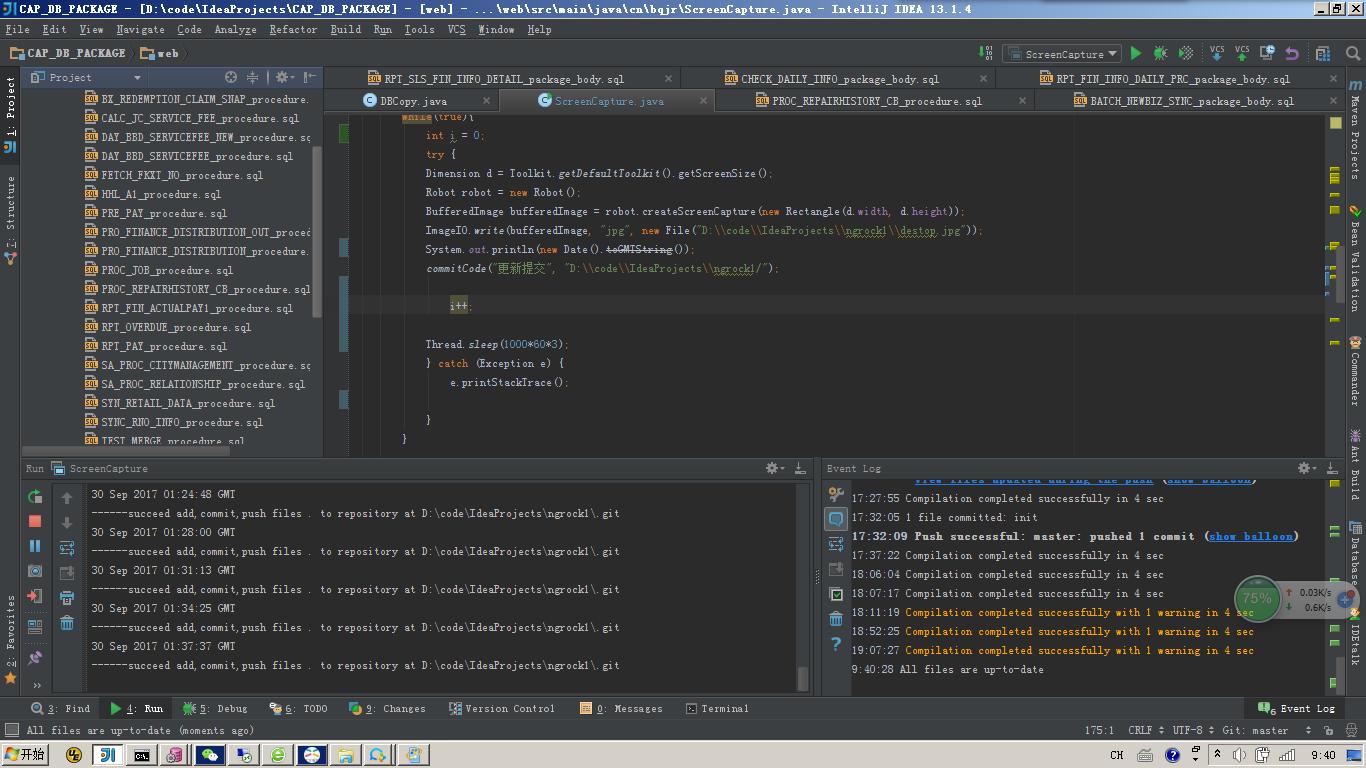 CAP_DB_PACKAGE - [D:\code\IdeaProjects\CAP_DB_PACKAGE] - [web] - ...\web\src\main\java\cn\bqjr\ScreenCapture.java - IntelliJ IDEA 13.1.4
File Edit View Navigate Code Analyze Refactor Build Run Tools VCS Window Help
CAP_DB_PACKAGE web
ScreenCapture
VCS VCS
Project
RPT_SLS_FIN_INFO_DETAIL_package_body.sql CHECK_DAILY_INFO_package_body.sql RPT_FIN_INFO_DAILY_PRC_package_body.sql
DBCopy.java ScreenCapture.java PROC_REPAIRHISTORY_CB_procedure.sql BATCH_NEWBIZ_SYNC_package_body.sql
1: Project
7: Structure
2: Favorites
BX_REDEMPTION_CLAIM_SNAP_procedure.
CALC_JC_SERVICE_FEE_procedure.sql
DAY_BBD_SERVICEFEE_NEW_procedure.sql
DAY_BBD_SERVICEFEE_procedure.sql
FETCH_FKXT_NO_procedure.sql
HHL_A1_procedure.sql
PRE_PAY_procedure.sql
PRO_FINANCE_DISTRIBUTION_OUT_proced
PRO_FINANCE_DISTRIBUTION_procedure.
PROC_JOB_procedure.sql
PROC_REPAIRHISTORY_CB_procedure.sql
RPT_FIN_ACTUALPAY1_procedure.sql
RPT_OVERDUE_procedure.sql
RPT_PAY_procedure.sql
SA_PROC_CITYMANAGEMENT_procedure.sql
SA_PROC_RELATIONSHIP_procedure.sql
SYN_RETAIL_DATA_procedure.sql
SYNC_RNO_INFO_procedure.sql
TEST_MERGE_procedure.sql
while(true){
int i = 0;
try {
Dimension d = Toolkit.getDefaultToolkit().getScreenSize();
Robot robot = new Robot();
BufferedImage bufferedImage = robot.createScreenCapture(new Rectangle(d.width, d.height));
ImageIO.write(bufferedImage, "jpg", new File("D:\\code\\IdeaProjects\\ngrock1\\destop.jpg"));
System.out.println(new Date().toGMTString());
commitCode("更新提交", "D:\\code\\IdeaProjects\\ngrock1/");
i++;
Thread.sleep(1000*60*3);
} catch (Exception e) {
e.printStackTrace();
}
}
Maven Projects
Bean Validation
Commander
Ant Build
Database
IDEtalk
Run ScreenCapture
30 Sep 2017 01:24:48 GMT
------succeed add,commit,push files . to repository at D:\code\IdeaProjects\ngrock1\.git
30 Sep 2017 01:28:00 GMT
------succeed add,commit,push files . to repository at D:\code\IdeaProjects\ngrock1\.git
30 Sep 2017 01:31:13 GMT
------succeed add,commit,push files . to repository at D:\code\IdeaProjects\ngrock1\.git
30 Sep 2017 01:34:25 GMT
------succeed add,commit,push files . to repository at D:\code\IdeaProjects\ngrock1\.git
30 Sep 2017 01:37:37 GMT
------succeed add,commit,push files . to repository at D:\code\IdeaProjects\ngrock1\.git
Event Log
View files updated during the push (show balloon)
17:27:55 Compilation completed successfully in 4 sec
17:32:05 1 file committed: init
17:32:09 Push successful: master: pushed 1 commit (show balloon)
17:37:22 Compilation completed successfully in 4 sec
18:06:04 Compilation completed successfully in 4 sec
18:07:17 Compilation completed successfully in 4 sec
18:11:19 Compilation completed successfully with 1 warning in 4 sec
18:52:25 Compilation completed successfully with 1 warning in 4 sec
19:07:27 Compilation completed successfully with 1 warning in 4 sec
9:40:28 All files are up-to-date
75% 0.03K/s
0.6K/s
3: Find 4: Run 5: Debug 6: TODO 9: Changes Version Control 0: Messages Terminal 6 Event Log
All files are up-to-date (moments ago) 175:1 CRLF UTF-8 Git: master
开始 CH 9:40